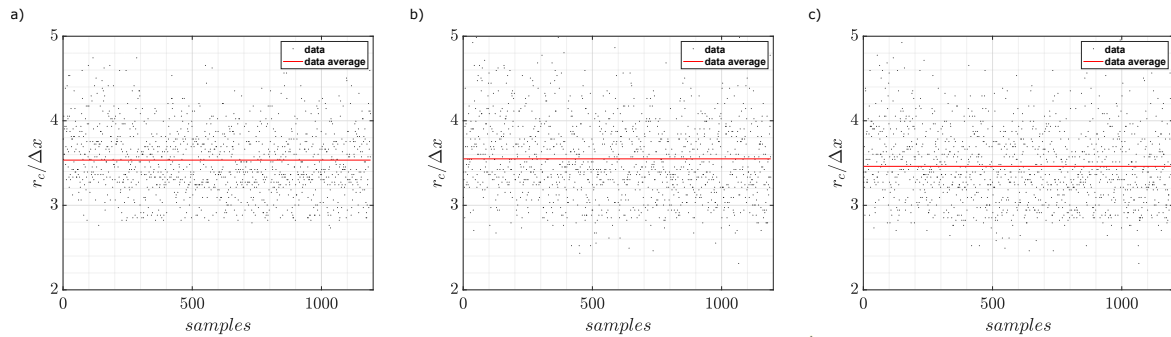 a)
5
4
3
2
r_c/Δx
0
500
1000
samples
data
data average
b)
5
4
3
2
r_c/Δx
0
500
1000
samples
data
data average
c)
5
4
3
2
r_c/Δx
0
500
1000
samples
data
data average